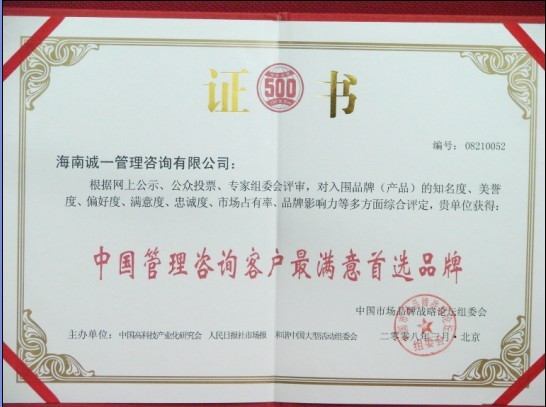 证书
500
编号：08210052
海南诚一管理咨询有限公司：
根据网上公示、公众投票、专家组委会评审，对入围品牌（产品）的知名度、美誉
度、偏好度、满意度、忠诚度、市场占有率、品牌影响力等多方面综合评定，贵单位获得：
中国管理咨询客户最满意首选品牌
中国市场品牌战略论坛组委会
主办单位：中国高科技产业化研究会 人民日报社市场报 和谐中国大型活动组委会
二〇〇八年三月·北京